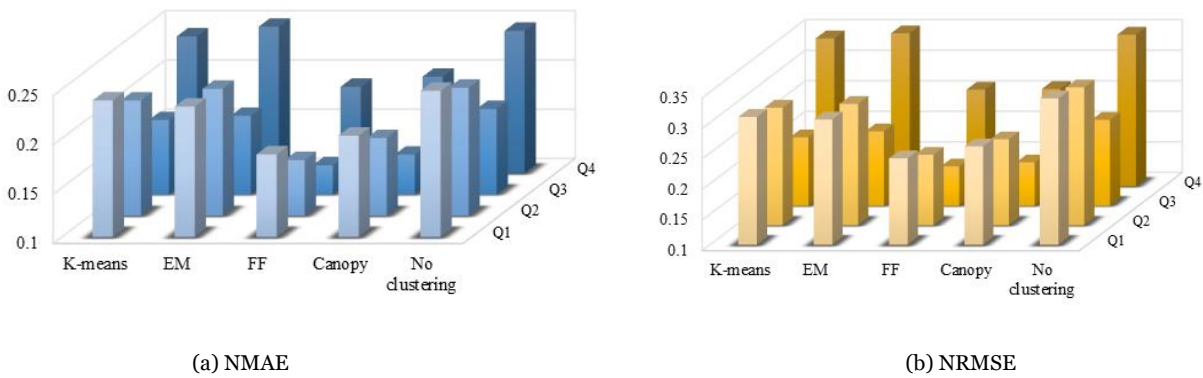 0.25
0.2
0.15
0.1
K-means
EM
FF
Canopy
No
clustering
Q1
Q2
Q3
Q4
0.35
0.3
0.25
0.2
0.15
0.1
K-means
EM
FF
Canopy
No
clustering
Q1
Q2
Q3
Q4
(a) NMAE
(b) NRMSE